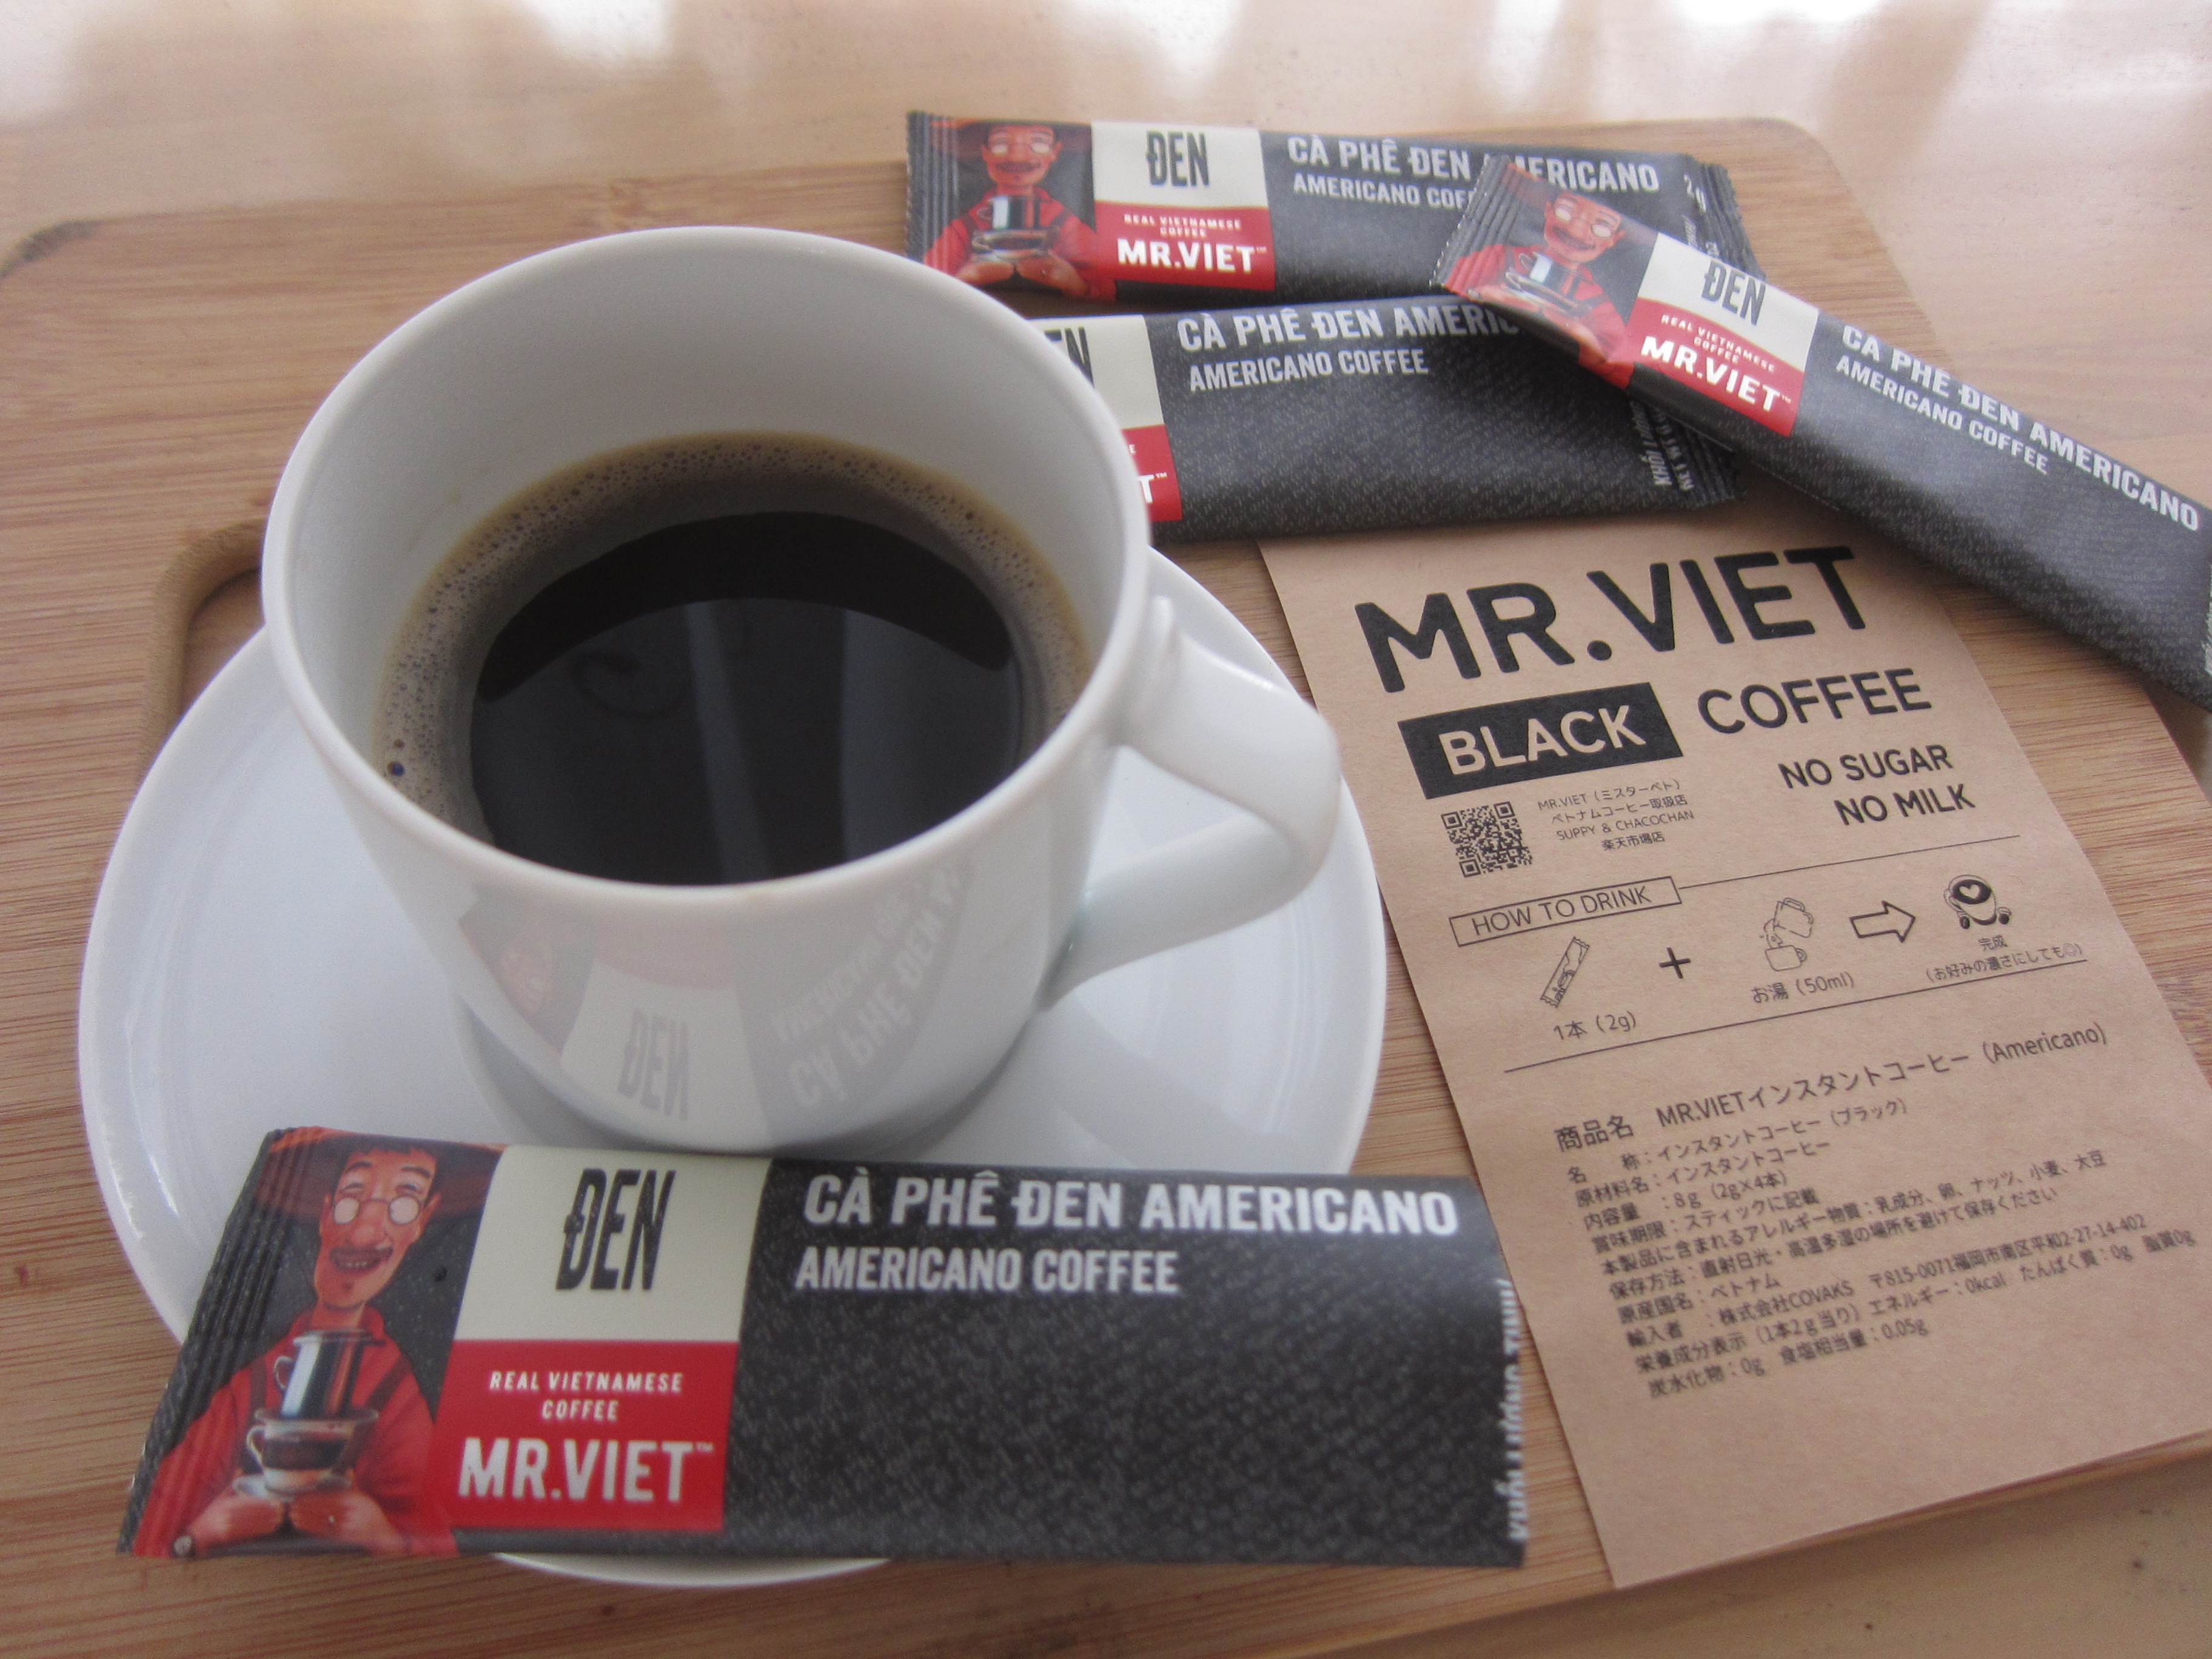 ĐEN
REAL VIETNAMESE
COFFEE
MR.VIET™
CÀ PHÊ ĐEN AMERICANO
AMERICANO COF
2g
CÀ PHÊ ĐEN AMERIC
AMERICANO COFFEE
KHỐI LƯỢNG
ĐEN
REAL VIETNAMESE
COFFEE
MR.VIET™
CÀ PHÊ ĐEN AMERICANO
AMERICANO COFFEE
MR.VIET
BLACK COFFEE
NO SUGAR
NO MILK
MR.VIET（ミスターベト）
ベトナムコーヒー取扱店
SUPPY & CHACOCHAN
楽天市場店
HOW TO DRINK
+
1本（2g）
お湯（50ml）
完成
（お好みの濃さにしても◎）
商品名 MR.VIETインスタントコーヒー（Americano）
名 称：インスタントコーヒー（ブラック）
原材料名：インスタントコーヒー
内容量 ：8g（2g×4本）
賞味期限：スティックに記載
本製品に含まれるアレルギー物質：乳成分、卵、ナッツ、小麦、大豆
保存方法：直射日光・高温多湿の場所を避けて保存ください
原産国名：ベトナム
輸入者 ：株式会社COVAKS 〒815-0071福岡市南区平和2-27-14-402
栄養成分表示（1本2g当り）エネルギー：0kcal たんぱく質：0g 脂質0g
炭水化物：0g 食塩相当量：0.05g
ĐEN
REAL VIETNAMESE
COFFEE
MR.VIET™
CÀ PHÊ ĐEN AMERICANO
AMERICANO COFFEE